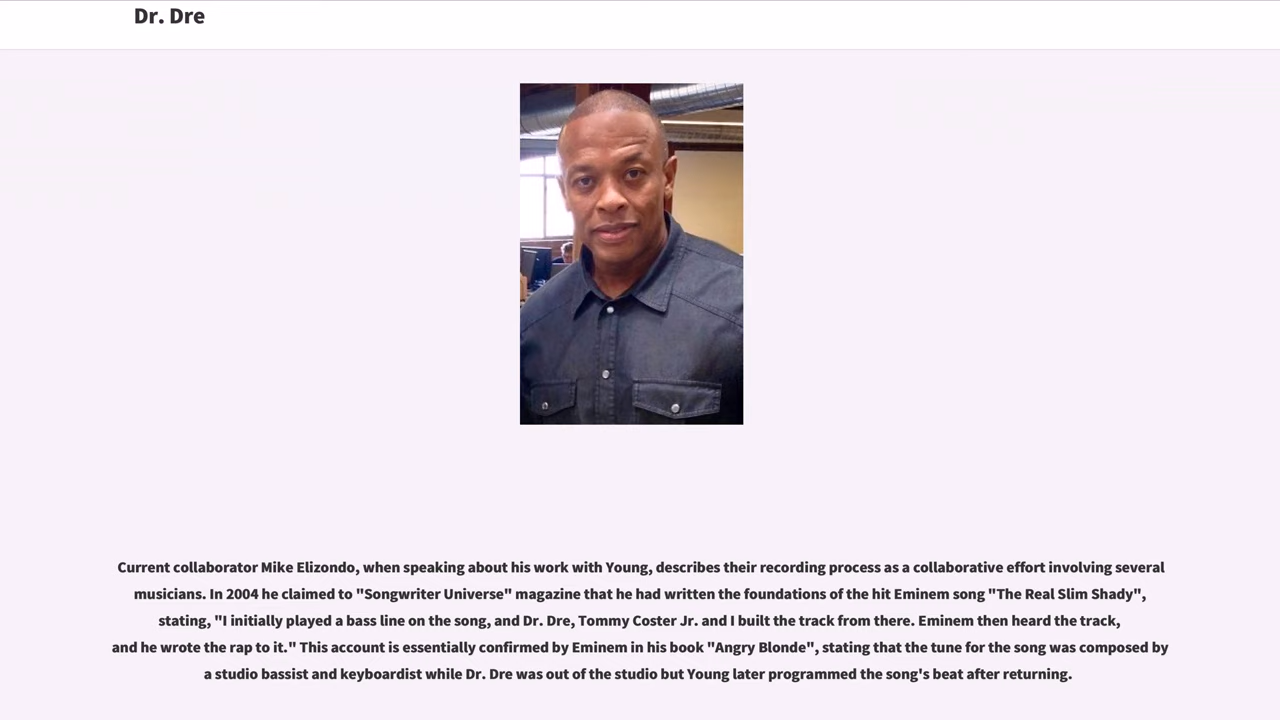 Dr. Dre
Current collaborator Mike Elizondo, when speaking about his work with Young, describes their recording process as a collaborative effort involving several
musicians. In 2004 he claimed to "Songwriter Universe" magazine that he had written the foundations of the hit Eminem song "The Real Slim Shady",
stating, "I initially played a bass line on the song, and Dr. Dre, Tommy Coster Jr. and I built the track from there. Eminem then heard the track,
and he wrote the rap to it." This account is essentially confirmed by Eminem in his book "Angry Blonde", stating that the tune for the song was composed by
a studio bassist and keyboardist while Dr. Dre was out of the studio but Young later programmed the song's beat after returning.